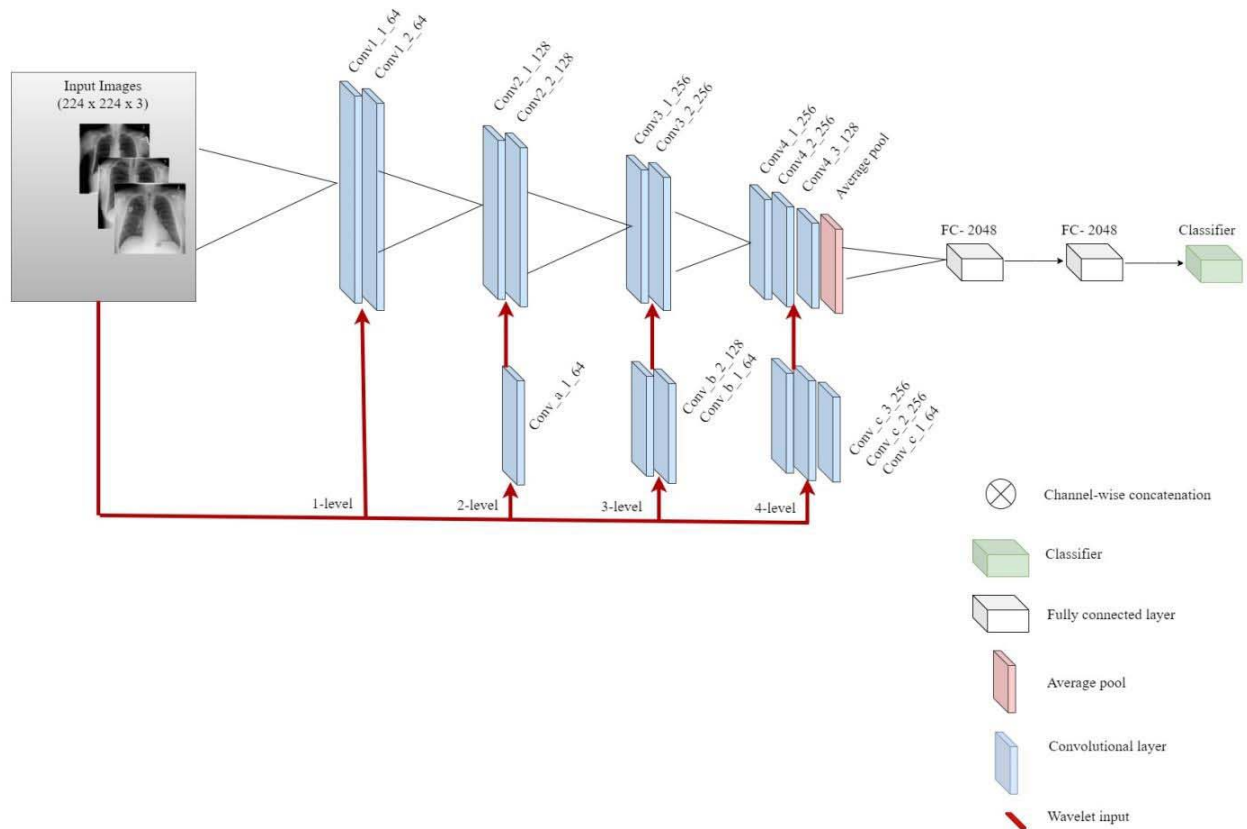 Input Images
(224 x 224 x 3)
Conv1_1_64
Conv1_2_64
Conv2_1_128
Conv2_2_128
Conv3_1_256
Conv3_2_256
Conv4_1_256
Conv4_2_256
Conv4_3_128
Average pool
FC- 2048
FC- 2048
Classifier
Conv_a_1_64
Conv_b_2_128
Conv_b_1_64
Conv_c_3_256
Conv_c_2_256
Conv_c_1_64
1-level
2-level
3-level
4-level
Channel-wise concatenation
Classifier
Fully connected layer
Average pool
Convolutional layer
Wavelet input